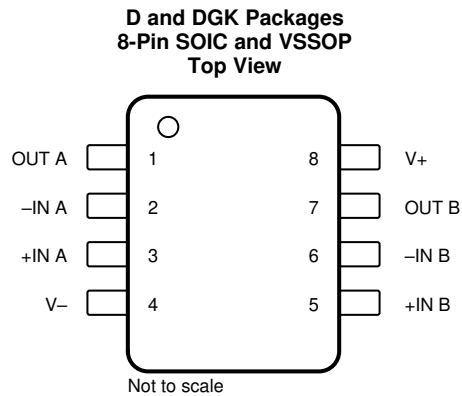 D and DGK Packages
8-Pin SOIC and VSSOP
Top View
OUT A 1 8 V+
–IN A 2 7 OUT B
+IN A 3 6 –IN B
V– 4 5 +IN B
Not to scale